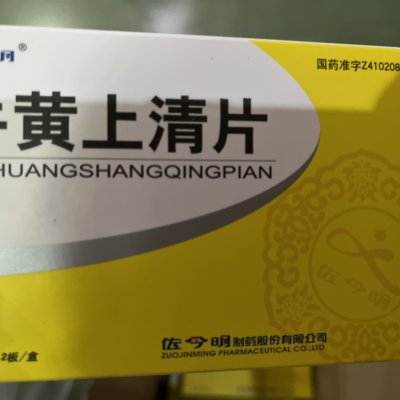 明®
国药准字Z410208
黄上清片
HUANGSHANGQINGPIAN
佐今明
佐今明制药股份有限公司
ZUOJINMING PHARMACEUTICAL CO.,LTD.
2板/盒